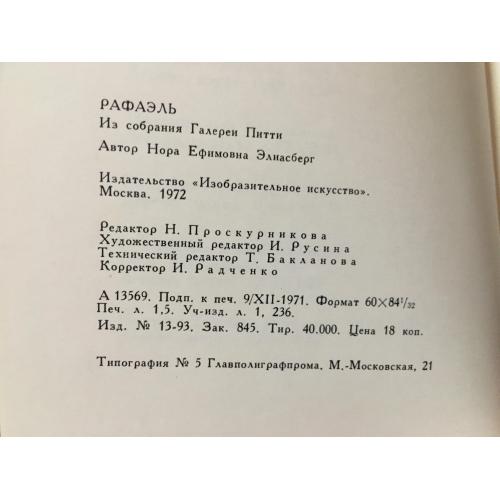 РАФАЭЛЬ
Из собрания Галереи Питти
Автор Нора Ефимовна Элиасберг
Издательство «Изобразительное искусство».
Москва. 1972
Редактор Н. Проскурникова
Художественный редактор И. Русина
Технический редактор Т. Бакланова
Корректор И. Радченко
А 13569. Подп. к печ. 9/XII-1971. Формат 60×84¹/₃₂
Печ. л. 1,5. Уч-изд. л. 1, 236.
Изд. № 13-93. Зак. 845. Тир. 40.000. Цена 18 коп.
Типография № 5 Главполиграфпрома, М.-Московская, 21